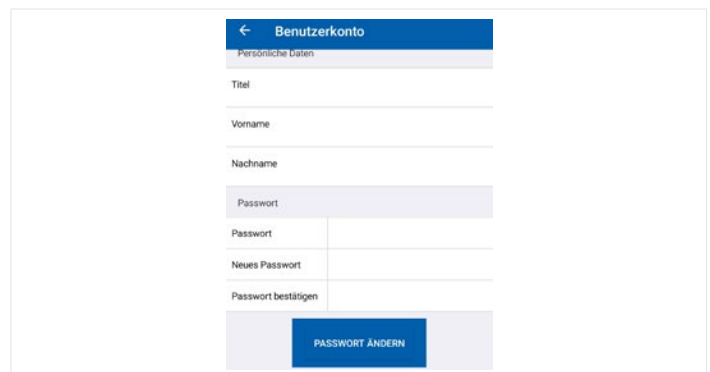 Benutzerkonto
Persönliche Daten
Titel
Vorname
Nachname
Passwort
Passwort
Neues Passwort
Passwort bestätigen
PASSWORT ÄNDERN